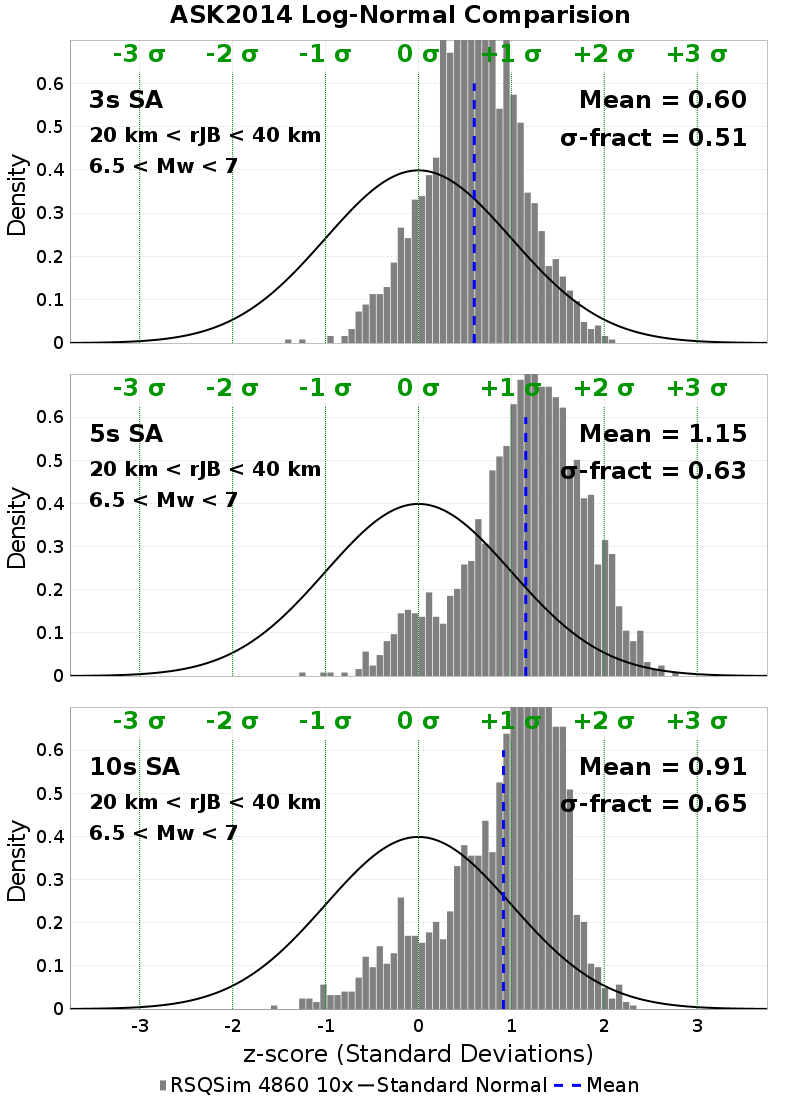 ASK2014 Log-Normal Comparision
-3 σ -2 σ -1 σ 0 σ +1 σ +2 σ +3 σ
3s SA
20 km < rJB < 40 km
6.5 < Mw < 7
Mean = 0.60
σ-fract = 0.51
Density
0.6
0.5
0.4
0.3
0.2
0.1
0
-3 σ -2 σ -1 σ 0 σ +1 σ +2 σ +3 σ
5s SA
20 km < rJB < 40 km
6.5 < Mw < 7
Mean = 1.15
σ-fract = 0.63
Density
0.6
0.5
0.4
0.3
0.2
0.1
0
-3 σ -2 σ -1 σ 0 σ +1 σ +2 σ +3 σ
10s SA
20 km < rJB < 40 km
6.5 < Mw < 7
Mean = 0.91
σ-fract = 0.65
Density
0.6
0.5
0.4
0.3
0.2
0.1
0
-3 -2 -1 0 1 2 3
z-score (Standard Deviations)
RSQSim 4860 10x Standard Normal Mean